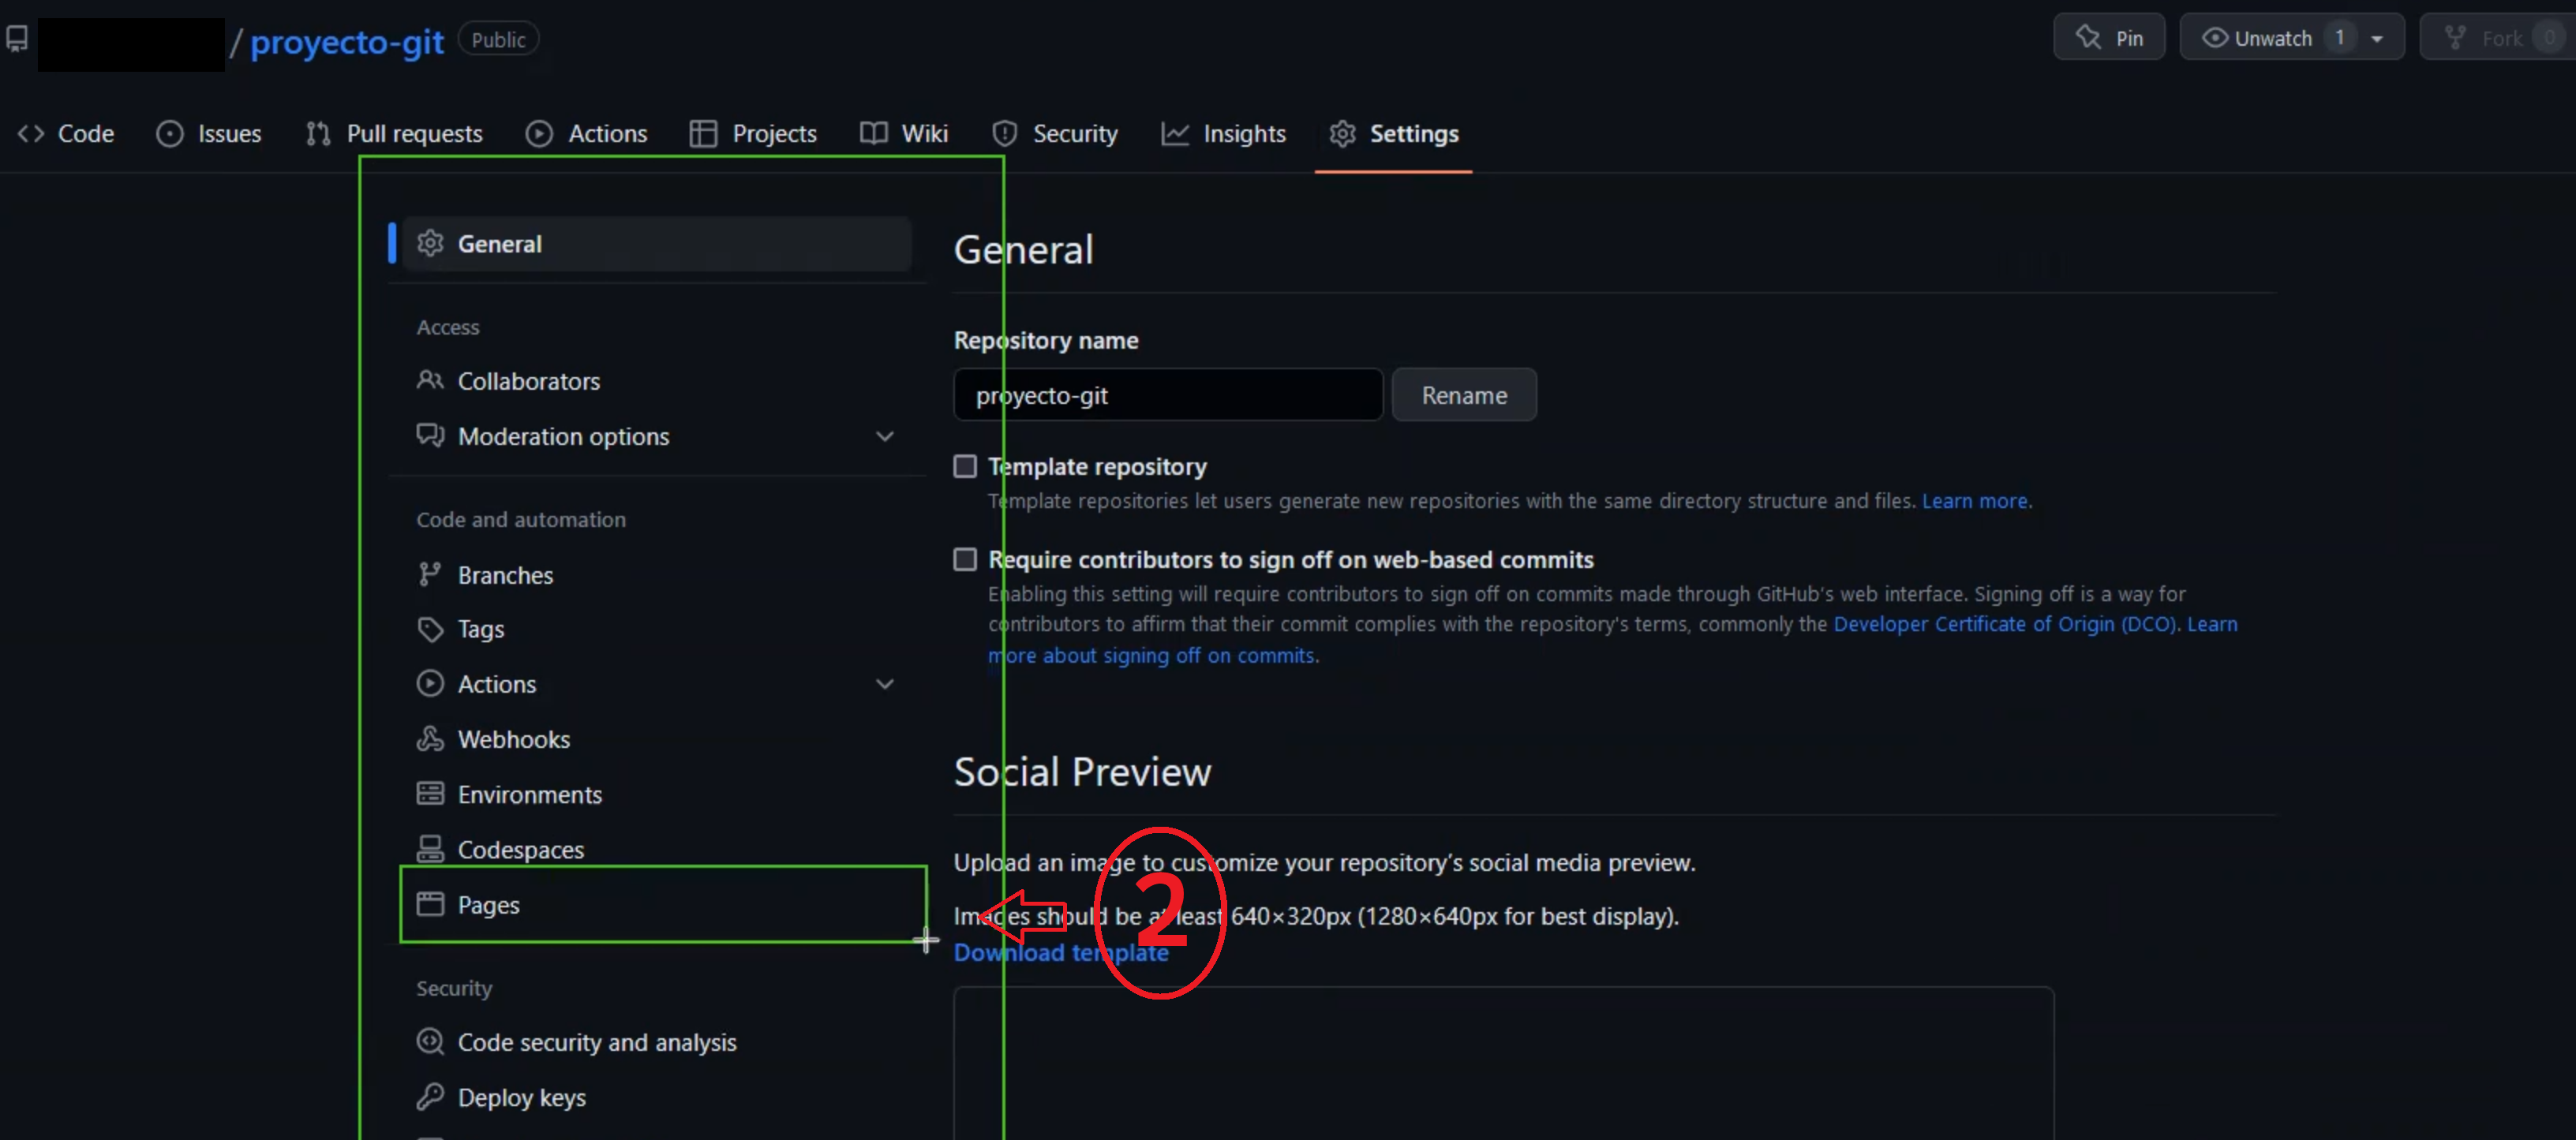 / proyecto-git Public
Pin
Unwatch 1
Fork 0
Code
Issues
Pull requests
Actions
Projects
Wiki
Security
Insights
Settings
General
Access
Collaborators
Moderation options
Code and automation
Branches
Tags
Actions
Webhooks
Environments
Codespaces
Pages
Security
Code security and analysis
Deploy keys
General
Repository name
proyecto-git
Rename
Template repository
Template repositories let users generate new repositories with the same directory structure and files. Learn more.
Require contributors to sign off on web-based commits
Enabling this setting will require contributors to sign off on commits made through GitHub's web interface. Signing off is a way for
contributors to affirm that their commit complies with the repository's terms, commonly the Developer Certificate of Origin (DCO). Learn
more about signing off on commits.
Social Preview
Upload an image to customize your repository's social media preview.
Images should be at least 640×320px (1280×640px for best display).
Download template
2